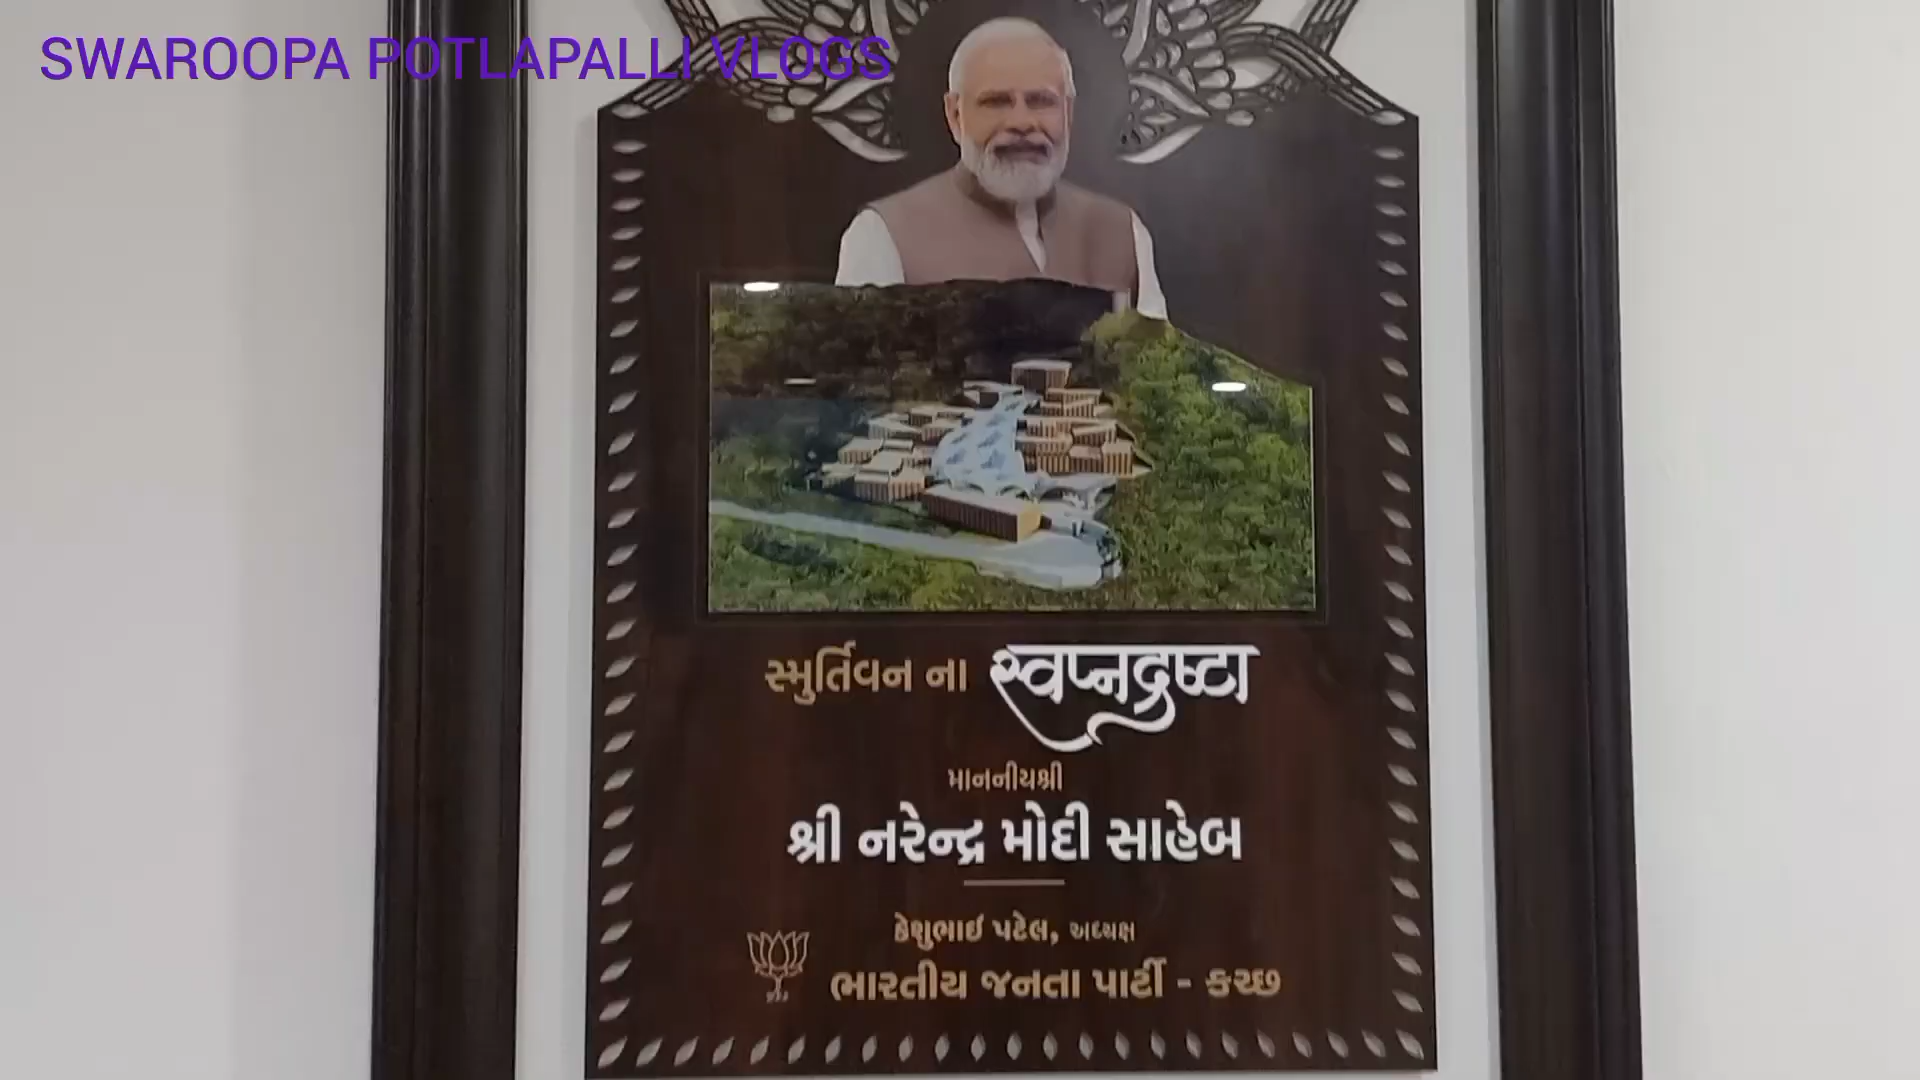 SWAROOPA POTLAPALLI VLOGS
સ્મુર્તિવન ના સ્વપ્નદ્રષ્ટા
માનનીયશ્રી
શ્રી નરેન્દ્ર મોદી સાહેબ
કેશુભાઇ પટેલ, અધ્યક્ષ
ભારતીય જનતા પાર્ટી - કચ્છ